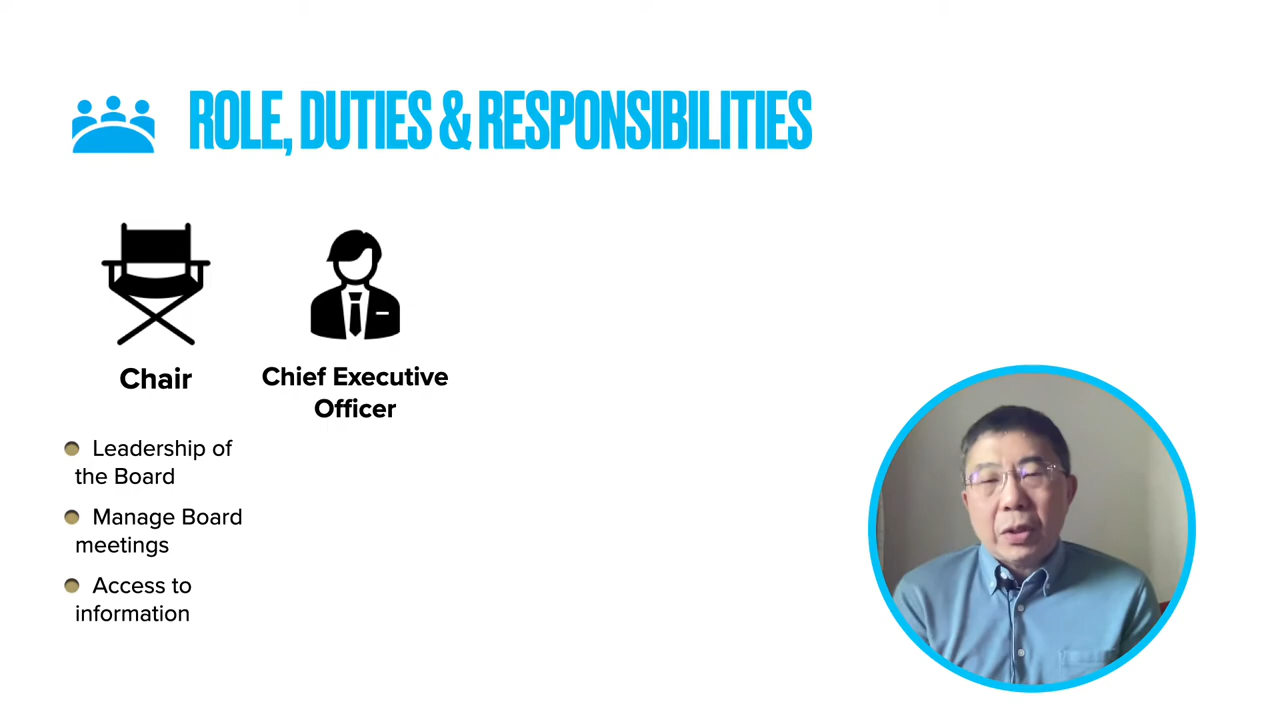 ROLE, DUTIES & RESPONSIBILITIES
Chair
Chief Executive
Officer
Leadership of
the Board
Manage Board
meetings
Access to
information